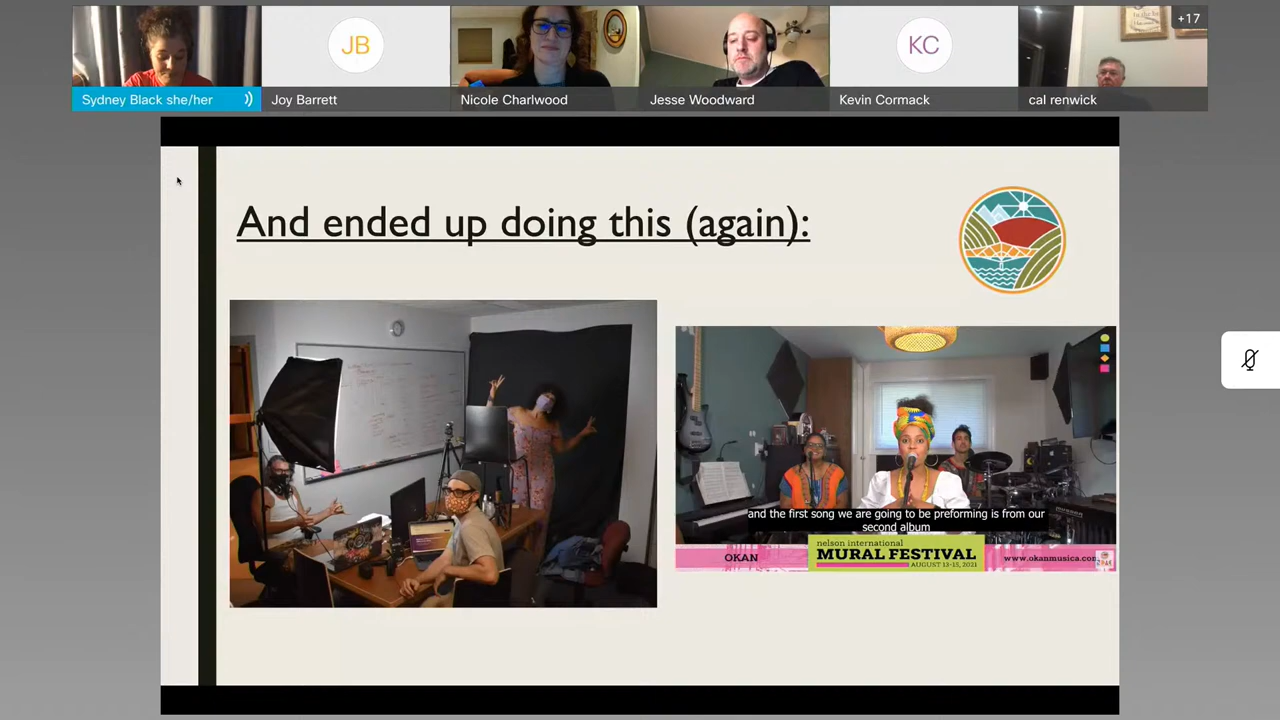 +17
JB
KC
Sydney Black she/her
Joy Barrett
Nicole Charlwood
Jesse Woodward
Kevin Cormack
cal renwick
And ended up doing this (again):
and the first song we are going to be preforming is from our
second album
nelson international
OKAN
MURAL FESTIVAL
www.okanmusica.com
AUGUST 13-15, 2021